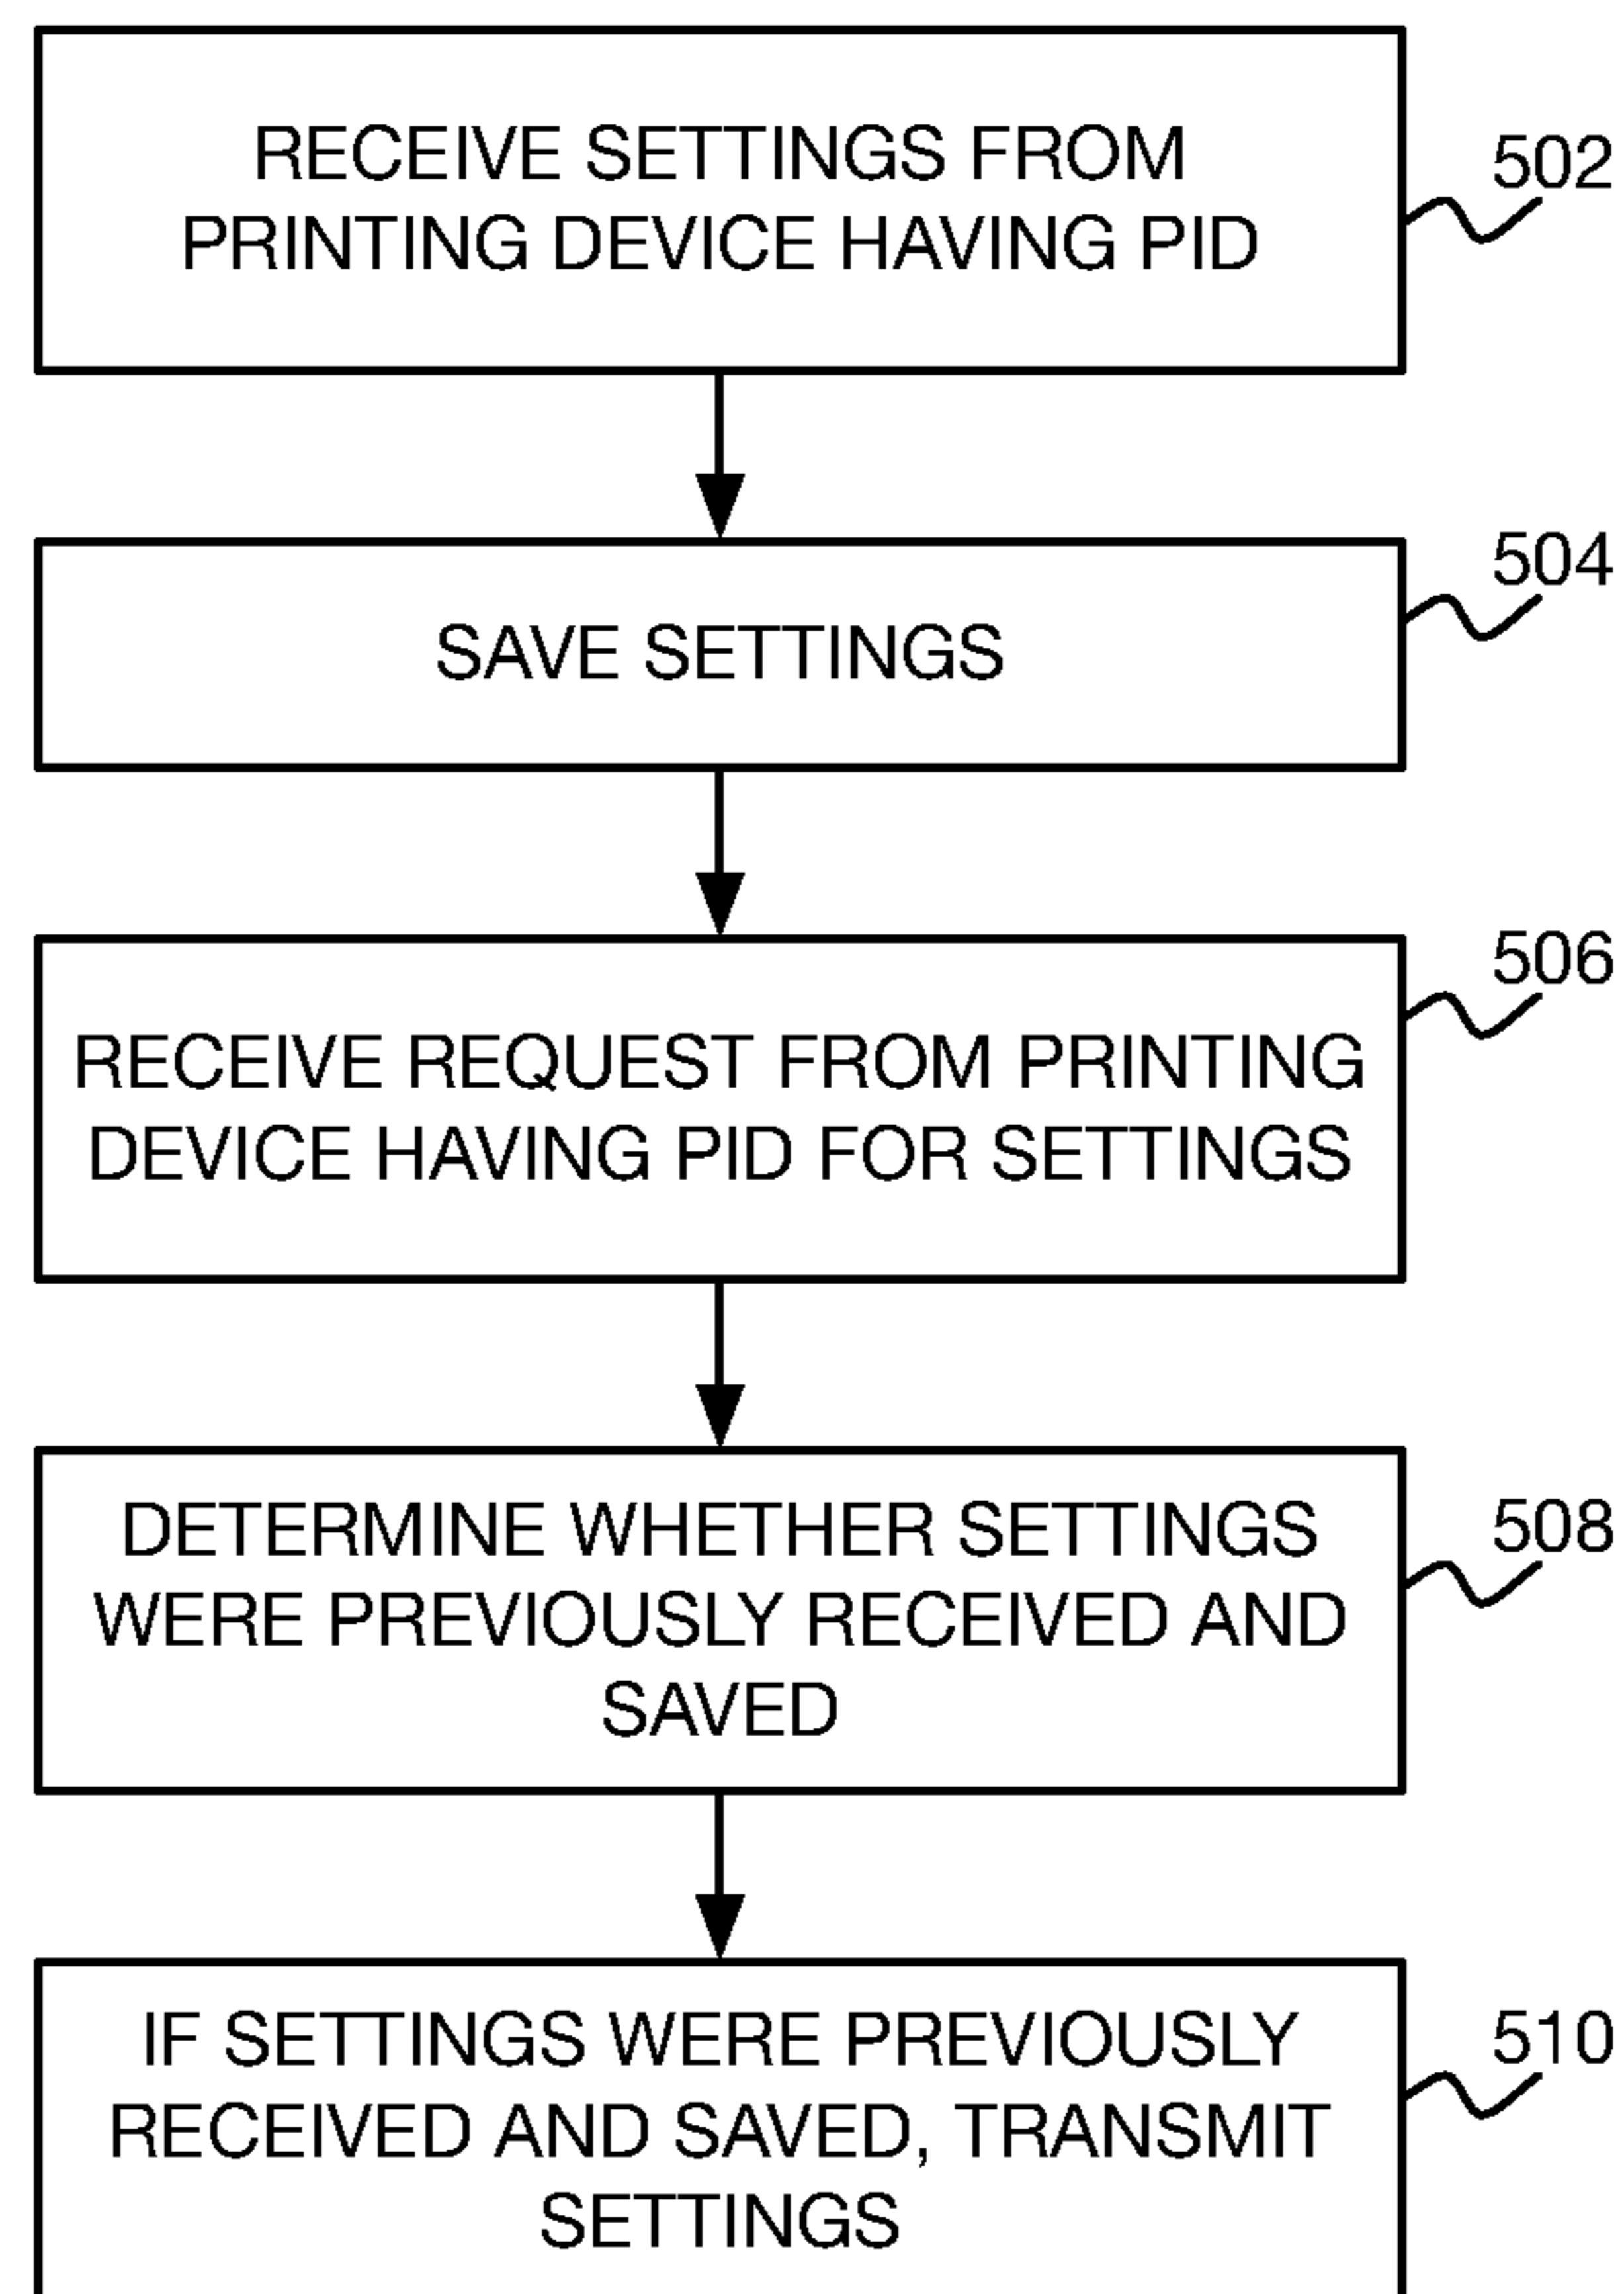 RECEIVE SETTINGS FROM
PRINTING DEVICE HAVING PID
502
SAVE SETTINGS
504
RECEIVE REQUEST FROM PRINTING
DEVICE HAVING PID FOR SETTINGS
506
DETERMINE WHETHER SETTINGS
WERE PREVIOUSLY RECEIVED AND
SAVED
508
IF SETTINGS WERE PREVIOUSLY
RECEIVED AND SAVED, TRANSMIT
SETTINGS
510